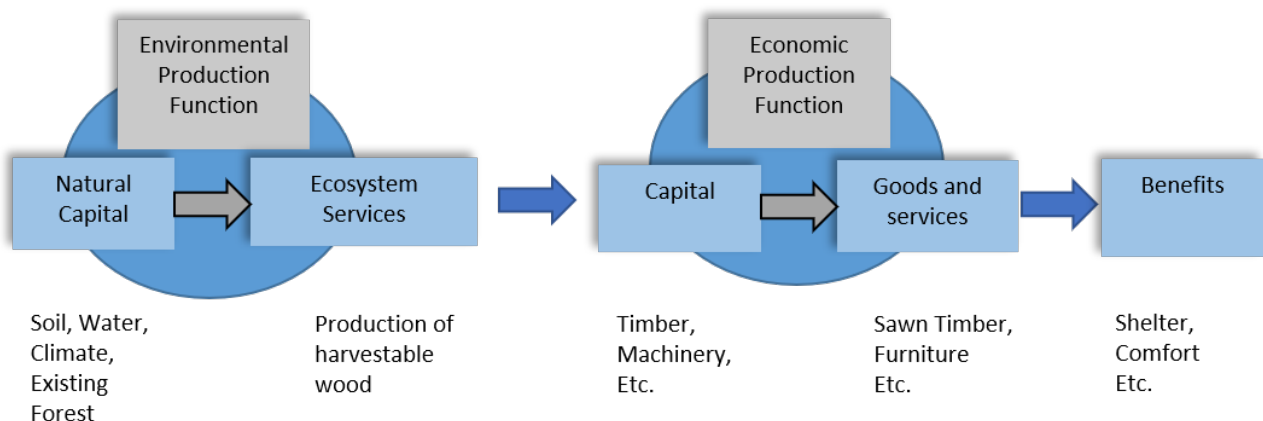 Environmental
Production
Function
Natural
Capital
Ecosystem
Services
Economic
Production
Function
Capital
Goods and
services
Benefits
Soil, Water,
Climate,
Existing
Forest
Production of
harvestable
wood
Timber,
Machinery,
Etc.
Sawn Timber,
Furniture
Etc.
Shelter,
Comfort
Etc.